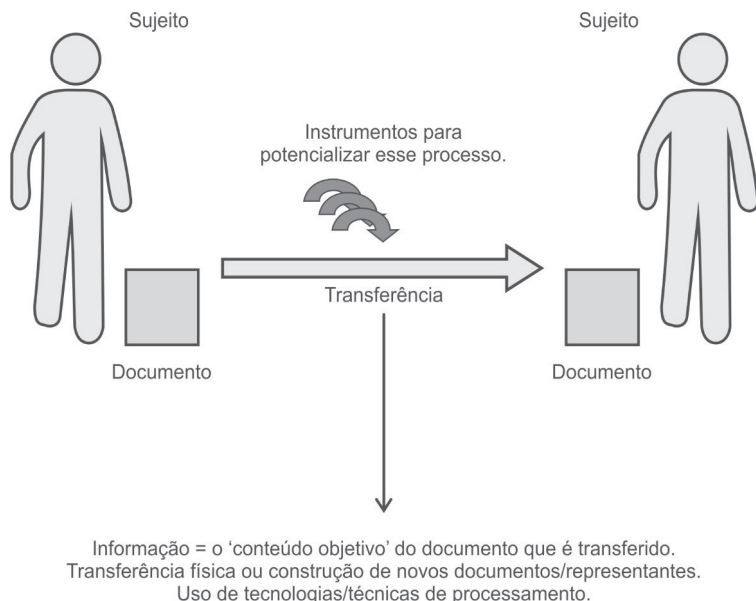 Sujeito
Sujeito
Instrumentos para
potencializar esse processo.
Transferência
Documento
Documento
Informação = o ‘conteúdo objetivo’ do documento que é transferido.
Transferência física ou construção de novos documentos/representantes.
Uso de tecnologias/técnicas de processamento.